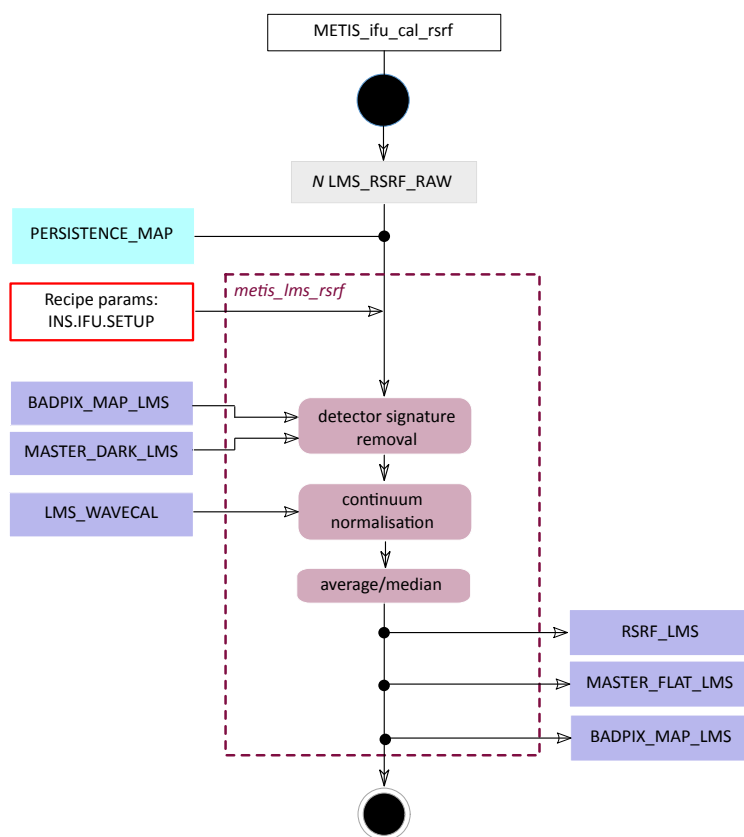 METIS_ifu_cal_rsrf
N LMS_RSRF_RAW
PERSISTENCE_MAP
metis_lms_rsrf
Recipe params:
INS.IFU.SETUP
BADPIX_MAP_LMS
MASTER_DARK_LMS
detector signature
removal
LMS_WAVECAL
continuum
normalisation
average/median
RSRF_LMS
MASTER_FLAT_LMS
BADPIX_MAP_LMS